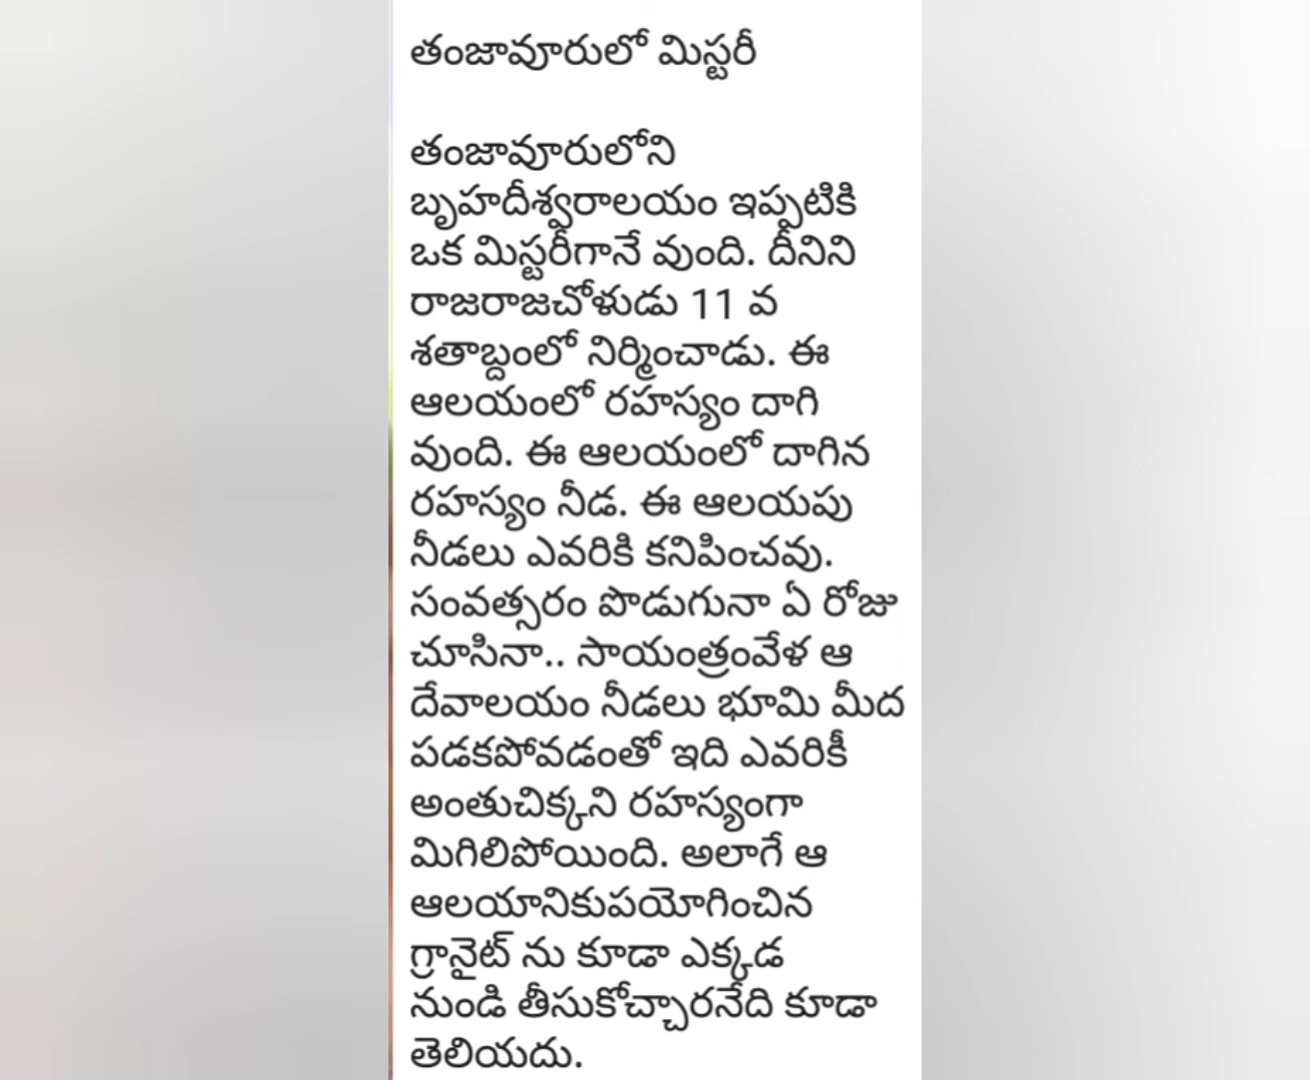 తంజావూరులో మిస్టరీ
తంజావూరులోని
బృహదీశ్వరాలయం ఇప్పటికి
ఒక మిస్టరీగానే వుంది. దీనిని
రాజరాజచోళుడు 11 వ
శతాబ్దంలో నిర్మించాడు. ఈ
ఆలయంలో రహస్యం దాగి
వుంది. ఈ ఆలయంలో దాగిన
రహస్యం నీడ. ఈ ఆలయపు
నీడలు ఎవరికి కనిపించవు.
సంవత్సరం పొడుగునా ఏ రోజు
చూసినా.. సాయంత్రంవేళ ఆ
దేవాలయం నీడలు భూమి మీద
పడకపోవడంతో ఇది ఎవరికీ
అంతుచిక్కని రహస్యంగా
మిగిలిపోయింది. అలాగే ఆ
ఆలయానికుపయోగించిన
గ్రానైట్ ను కూడా ఎక్కడ
నుండి తీసుకోచ్చారనేది కూడా
తెలియదు.